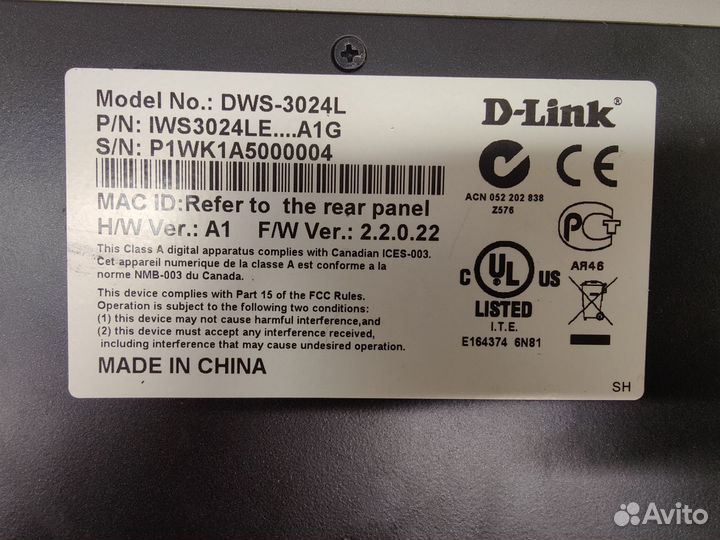 Model No.: DWS-3024L
P/N: IWS3024LE....A1G
S/N: P1WK1A5000004
MAC ID:Refer to the rear panel
H/W Ver.: A1 F/W Ver.: 2.2.0.22
This Class A digital apparatus complies with Canadian ICES-003.
Cet appareil numerique de la classe A est conforme a la
norme NMB-003 du Canada.
This device complies with Part 15 of the FCC Rules.
Operation is subject to the following two conditions:
(1) this device may not cause harmful interference,and
(2) this device must accept any interference received,
including interference that may cause undesired operation.
MADE IN CHINA
D-Link®
CE
ACN 052 202 838
Z576
PCT
АЯ46
C UL US
®
LISTED
I.T.E.
E164374 6N81
SH
Avito